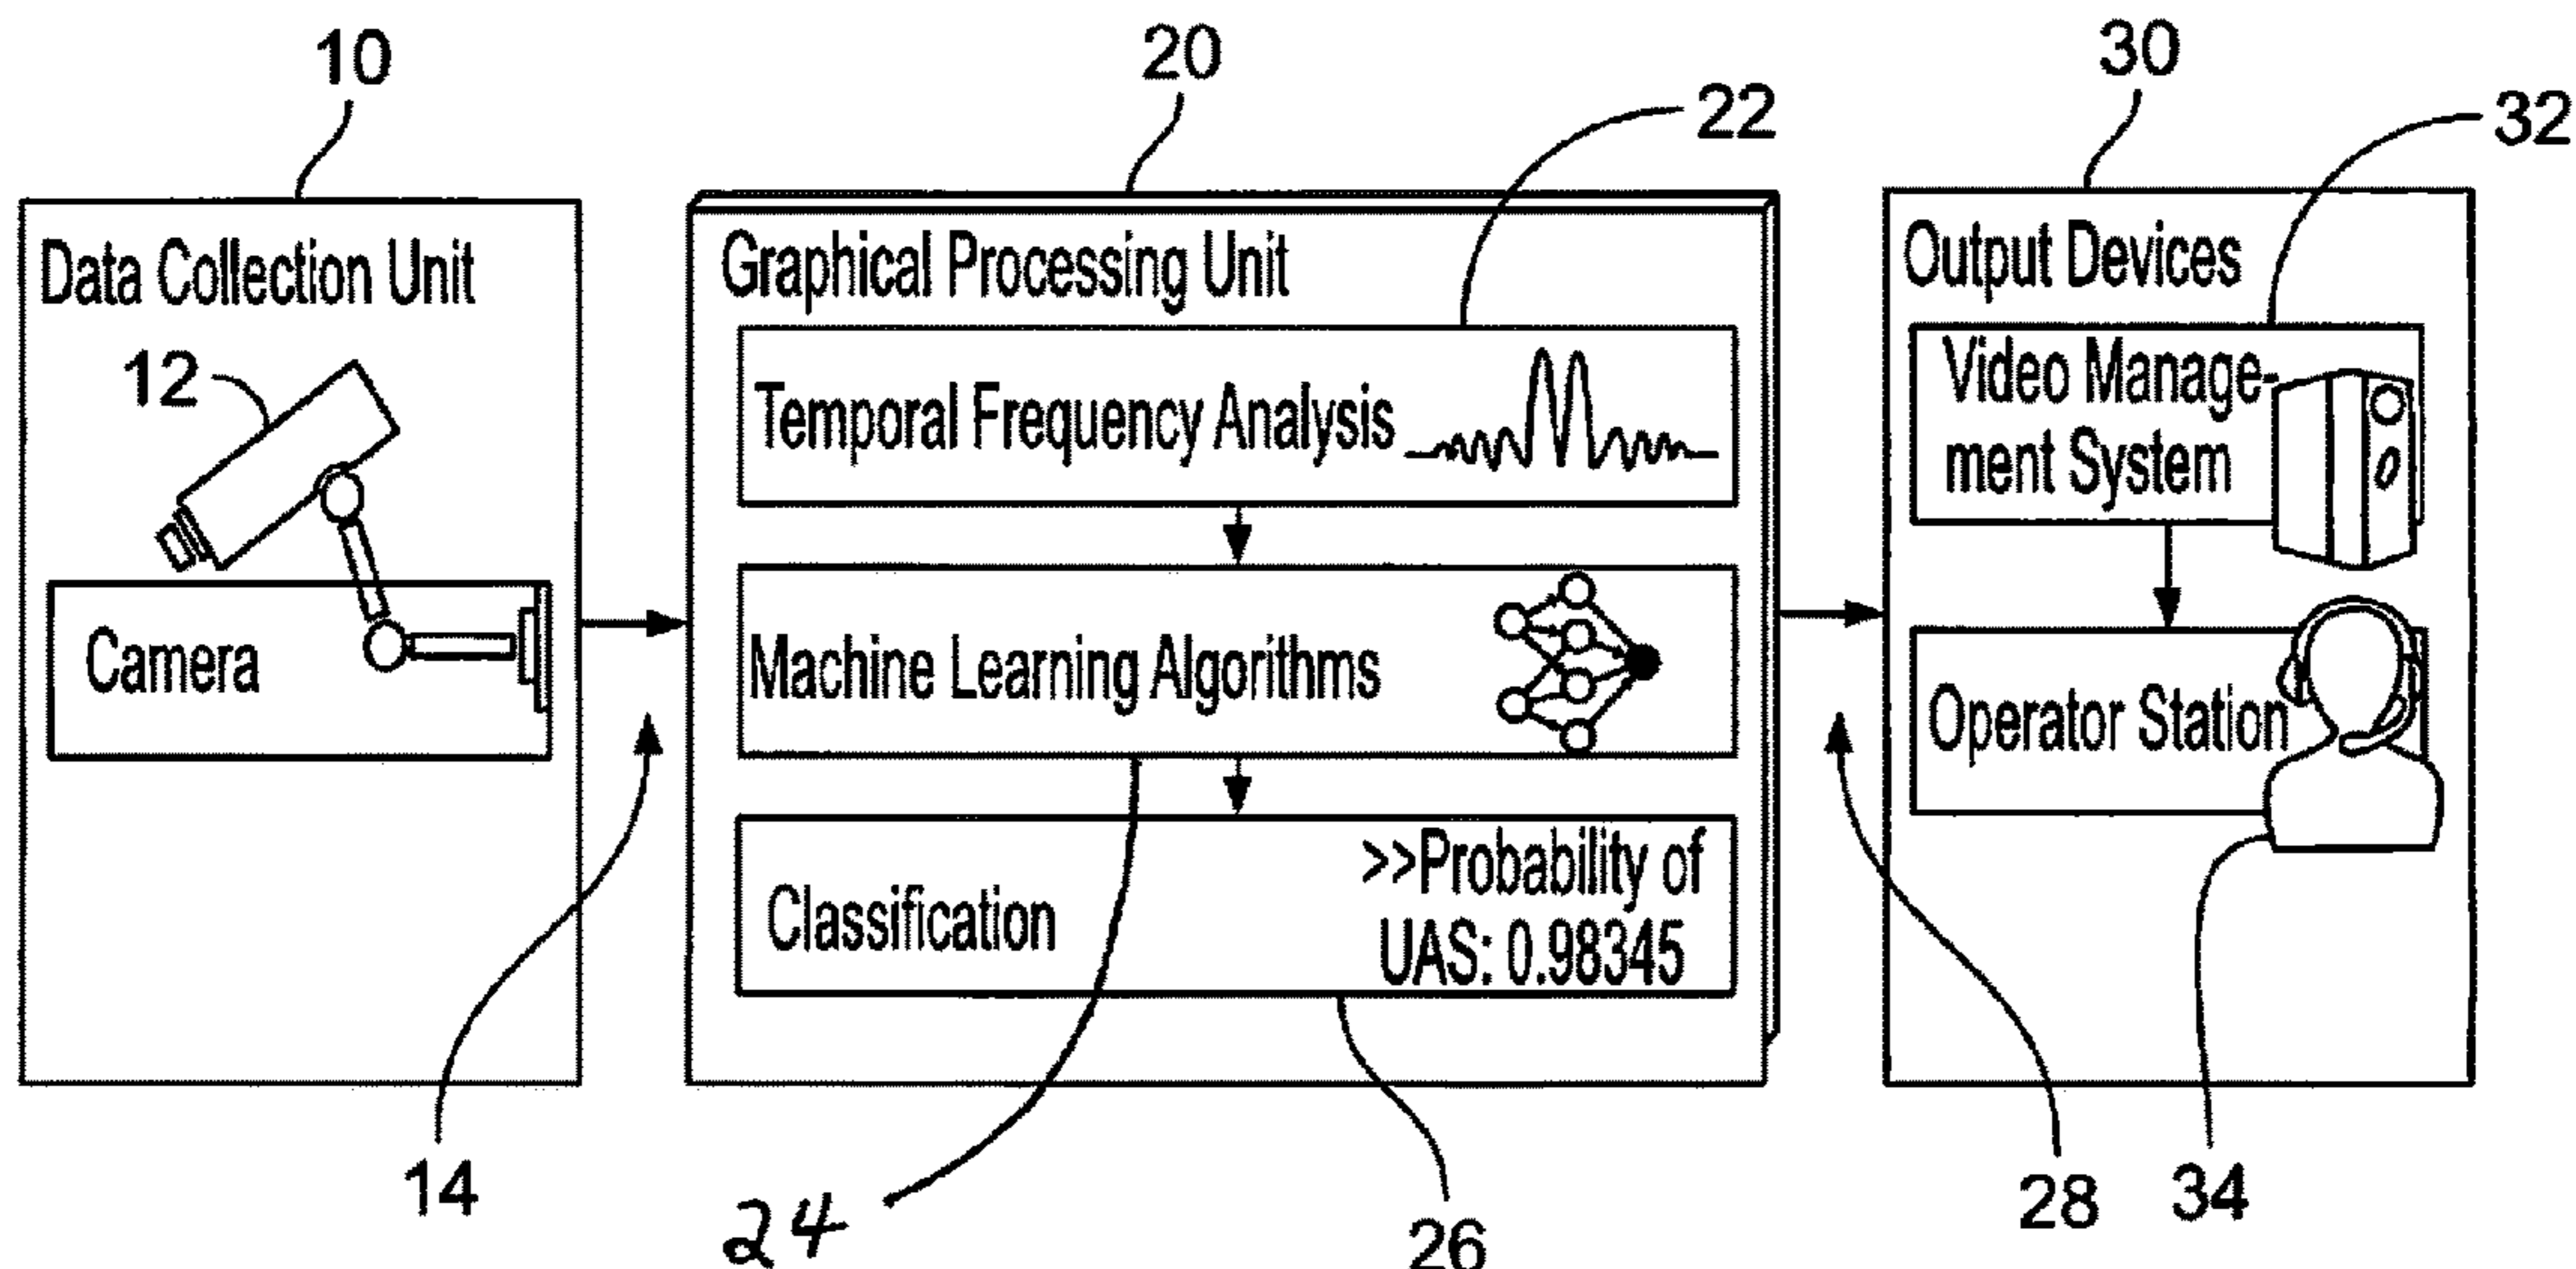 10
20
30
22
32
Data Collection Unit
12
Camera
14
Graphical Processing Unit
Temporal Frequency Analysis
Machine Learning Algorithms
Classification
>>Probability of
UAS: 0.98345
24
26
Output Devices
Video Manage-
ment System
Operator Station
28
34